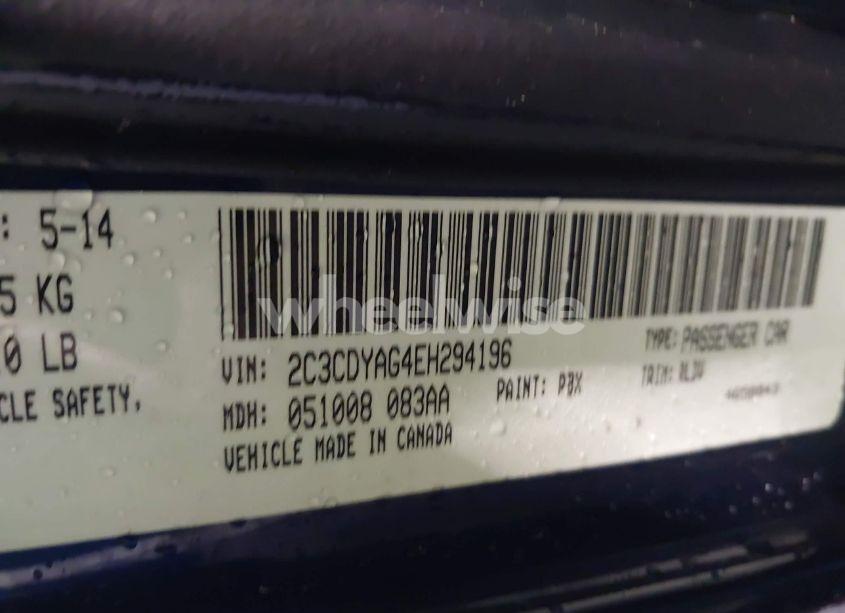 : 5-14
5 KG
0 LB
CLE SAFETY,
wheelwise
VIN: 2C3CDYAG4EH294196
TYPE: PASSENGER CAR
MDH: 051008 083AA
PAINT: PBX
TRIM:
VEHICLE MADE IN CANADA